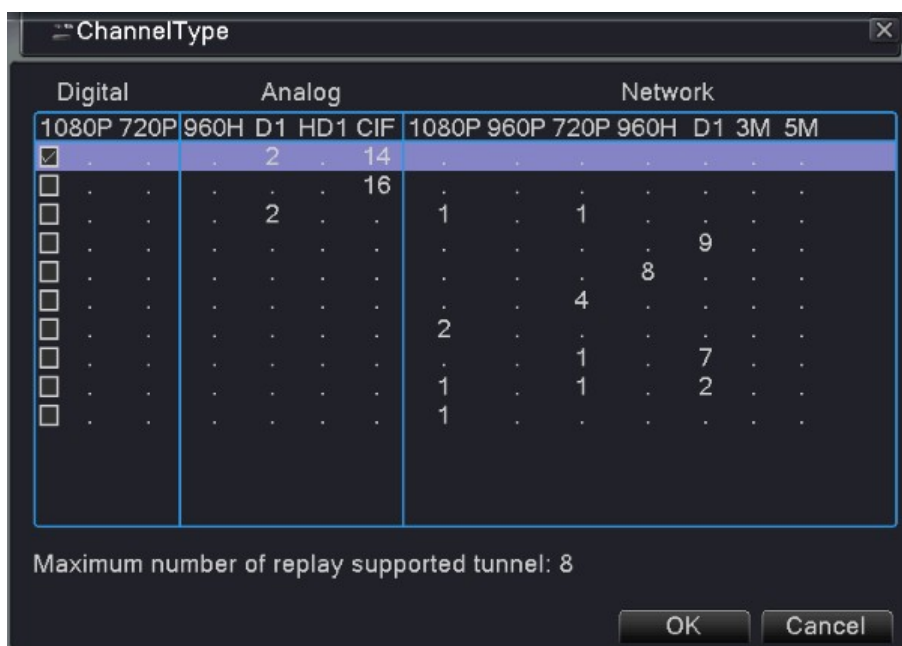 ChannelType
Digital Analog Network
1080P 720P 960H D1 HD1 CIF 1080P 960P 720P 960H D1 3M 5M
. . . 2 . 14 . . . . . . .
. . . . . 16 . . . . . . .
. . . 2 . . 1 . 1 . . . .
. . . . . . . . . . 9 . .
. . . . . . . . . 8 . . .
. . . . . . . . 4 . . . .
. . . . . . 2 . . . . . .
. . . . . . . . 1 . 7 . .
. . . . . . 1 . 1 . 2 . .
. . . . . . 1 . . . . . .
Maximum number of replay supported tunnel: 8
OK Cancel